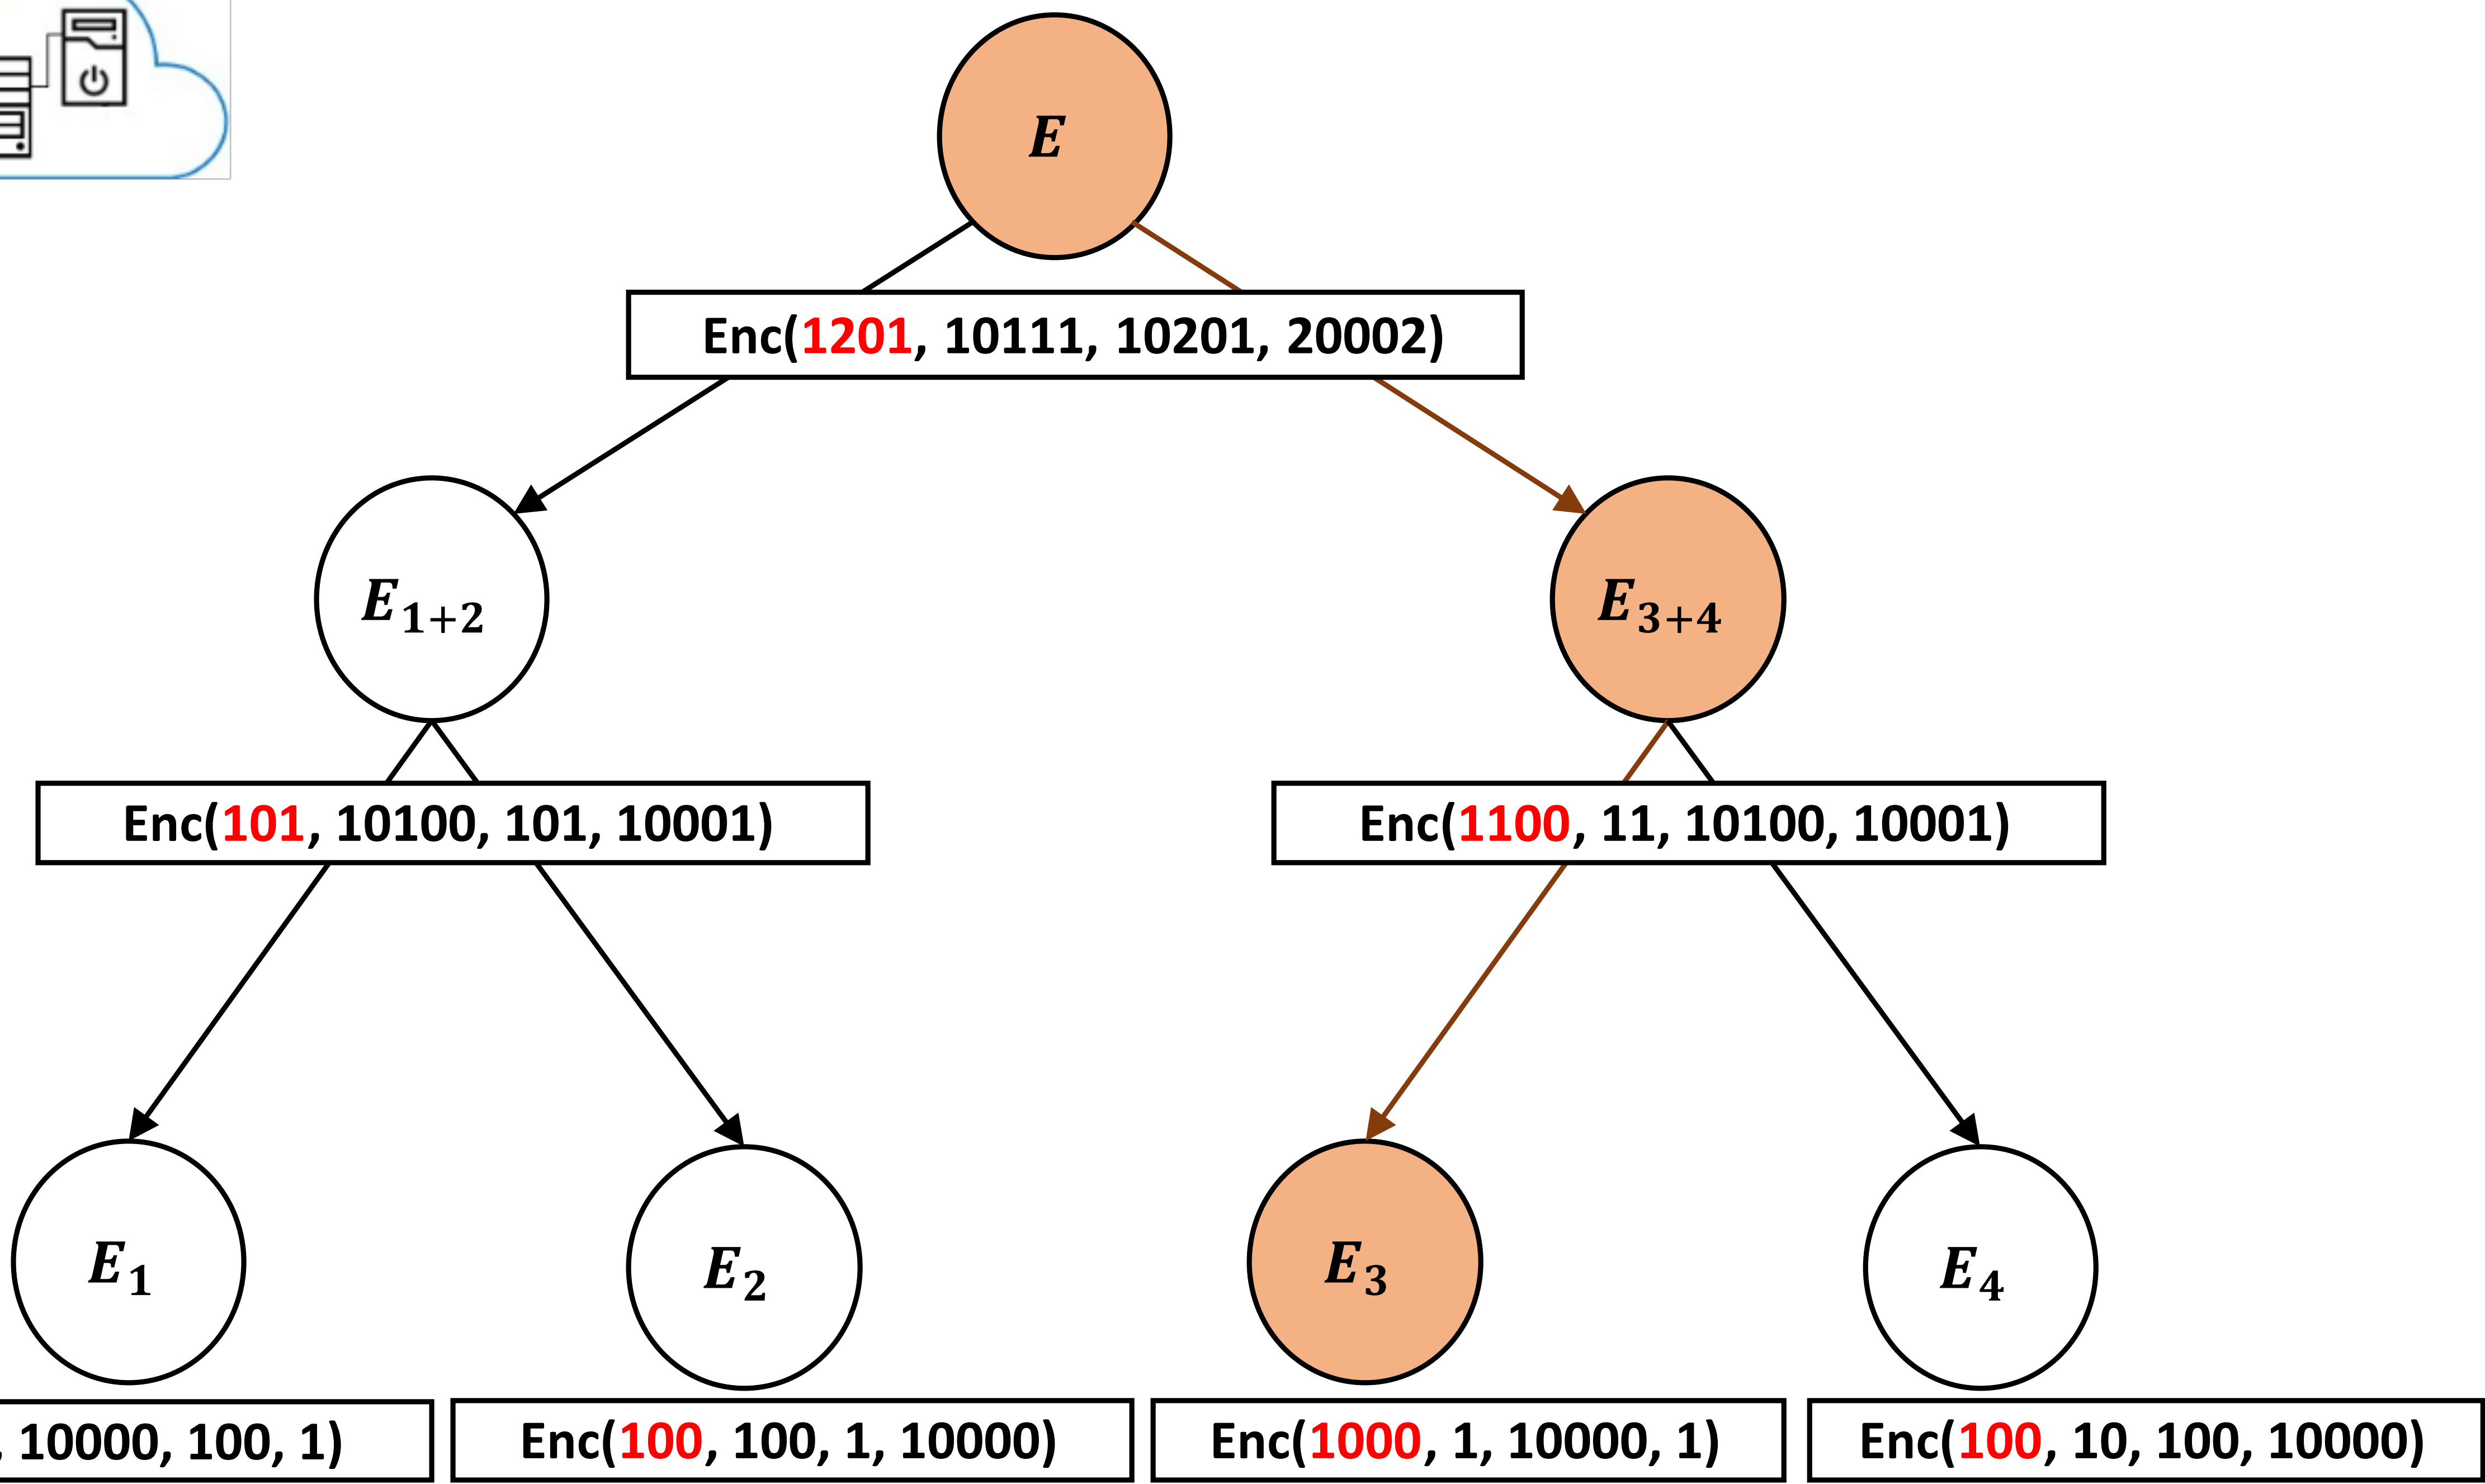 E
Enc(1201, 10111, 10201, 20002)
E1+2
E3+4
Enc(101, 10100, 101, 10001)
Enc(1100, 11, 10100, 10001)
E1
E2
E3
E4
, 10000, 100, 1)
Enc(100, 100, 1, 10000)
Enc(1000, 1, 10000, 1)
Enc(100, 10, 100, 10000)